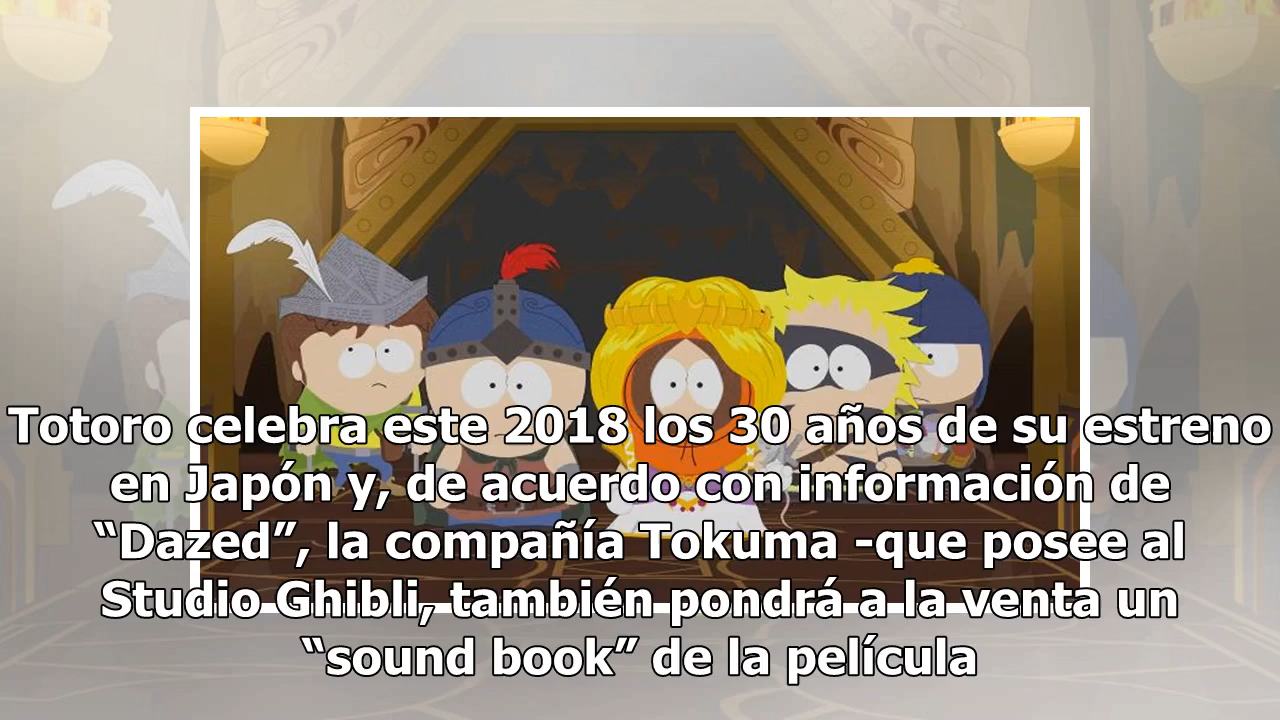 Totoro celebra este 2018 los 30 años de su estreno
en Japón y, de acuerdo con información de
“Dazed”, la compañía Tokuma -que posee al
Studio Ghibli, también pondrá a la venta un
“sound book” de la película